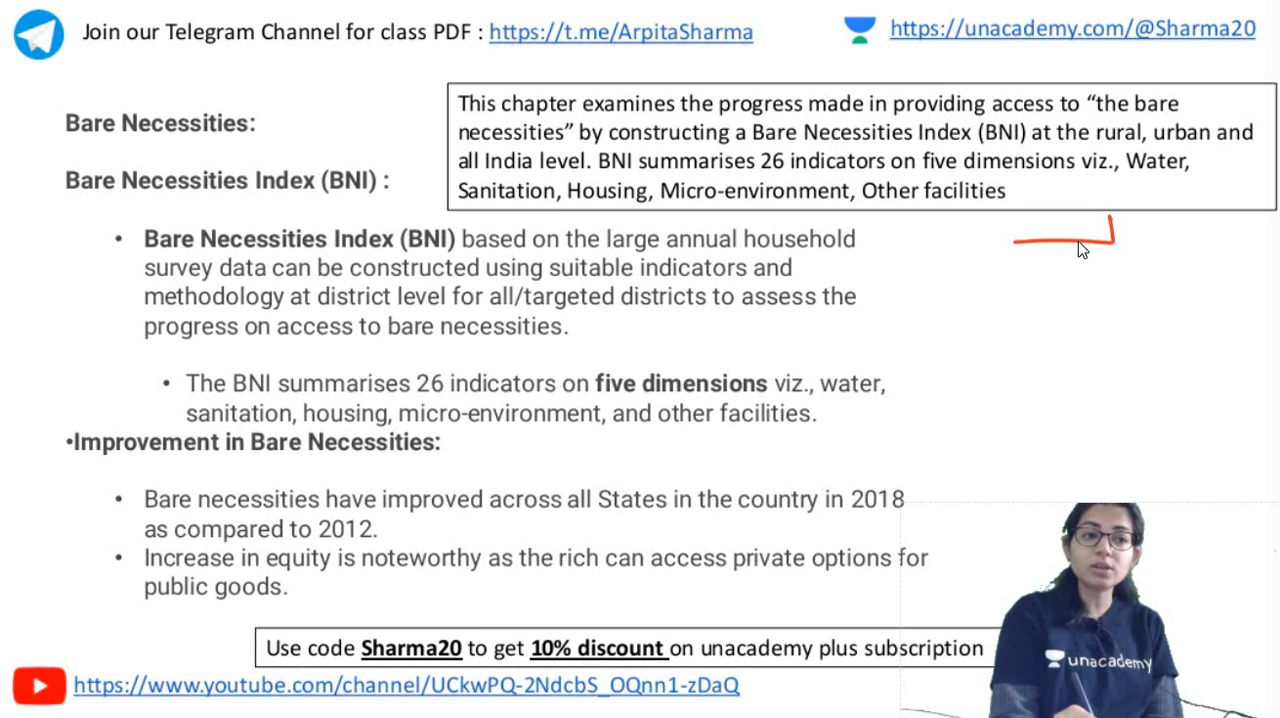 Join our Telegram Channel for class PDF : https://t.me/ArpitaSharma
https://unacademy.com/@Sharma20
This chapter examines the progress made in providing access to “the bare
necessities” by constructing a Bare Necessities Index (BNI) at the rural, urban and
all India level. BNI summarises 26 indicators on five dimensions viz., Water,
Sanitation, Housing, Micro-environment, Other facilities
Bare Necessities:
Bare Necessities Index (BNI) :
• Bare Necessities Index (BNI) based on the large annual household
survey data can be constructed using suitable indicators and
methodology at district level for all/targeted districts to assess the
progress on access to bare necessities.
• The BNI summarises 26 indicators on five dimensions viz., water,
sanitation, housing, micro-environment, and other facilities.
•Improvement in Bare Necessities:
• Bare necessities have improved across all States in the country in 2018
as compared to 2012.
• Increase in equity is noteworthy as the rich can access private options for
public goods.
Use code Sharma20 to get 10% discount on unacademy plus subscription
unacademy
https://www.youtube.com/channel/UCkwPQ-2NdcbS_OQnn1-zDaQ